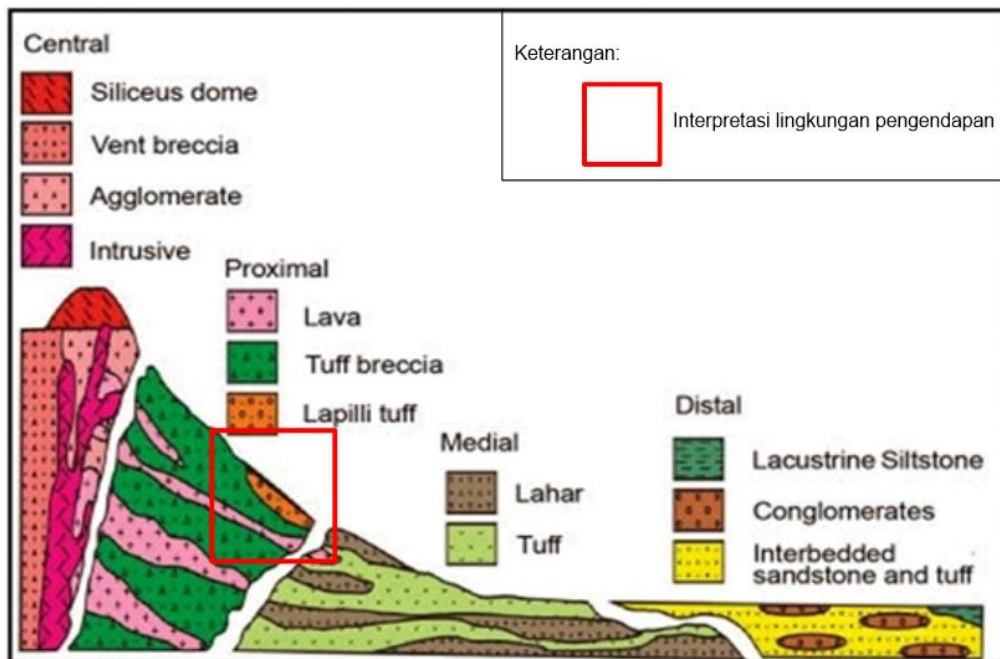 Central
Siliceus dome
Vent breccia
Agglomerate
Intrusive
Keterangan:
Interpretasi lingkungan pengendapan
Proximal
Lava
Tuff breccia
Lapilli tuff
Medial
Lahar
Tuff
Distal
Lacustrine Siltstone
Conglomerates
Interbedded
sandstone and tuff